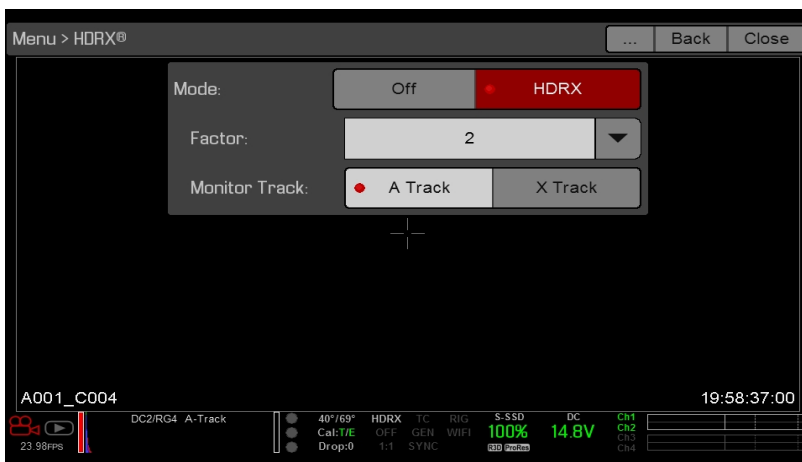 Menu > HDRX®
... Back Close
Mode: Off HDRX
Factor: 2
Monitor Track: A Track X Track
A001_C004 19:58:37:00
DC2/RG4 A-Track 40°/69° HDRX TC RIG S-SSD DC Ch1
Cal:T/E OFF GEN WIFI 100% 14.8V Ch2
23.98FPS Drop:0 1:1 SYNC R3D ProRes Ch3
Ch4